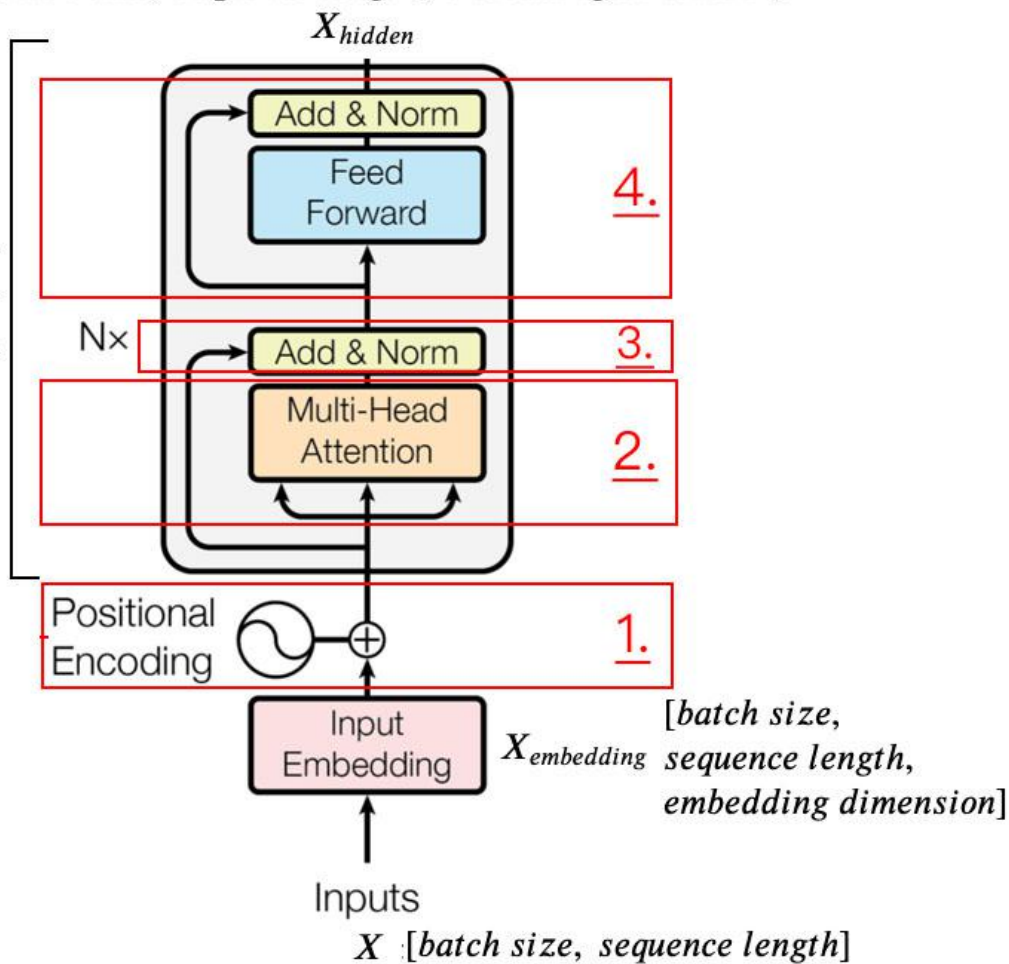 X_hidden
Add & Norm
Feed
Forward
4.
Nx
Add & Norm
3.
Multi-Head
Attention
2.
Positional
Encoding
1.
Input
Embedding
X_embedding
[batch size,
sequence length,
embedding dimension]
Inputs
X : [batch size, sequence length]